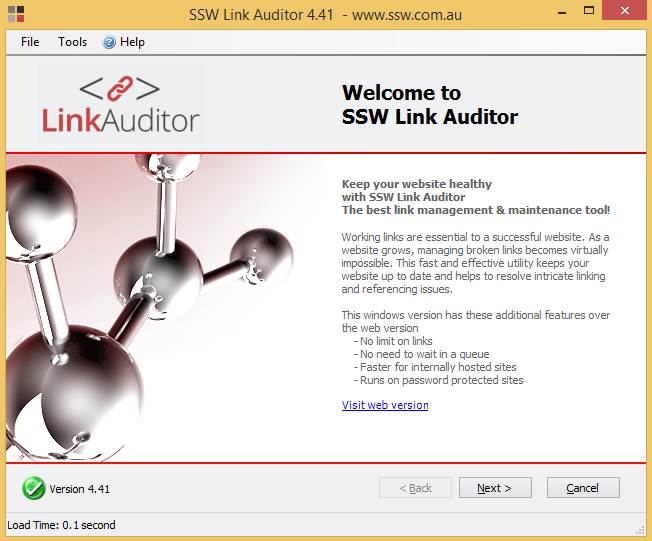 SSW Link Auditor 4.41 - www.ssw.com.au
File Tools Help
LinkAuditor
Welcome to
SSW Link Auditor
Keep your website healthy
with SSW Link Auditor
The best link management & maintenance tool!
Working links are essential to a successful website. As a
website grows, managing broken links becomes virtually
impossible. This fast and effective utility keeps your
website up to date and helps to resolve intricate linking
and referencing issues.
This windows version has these additional features over
the web version
- No limit on links
- No need to wait in a queue
- Faster for internally hosted sites
- Runs on password protected sites
Visit web version
Version 4.41
< Back Next > Cancel
Load Time: 0.1 second